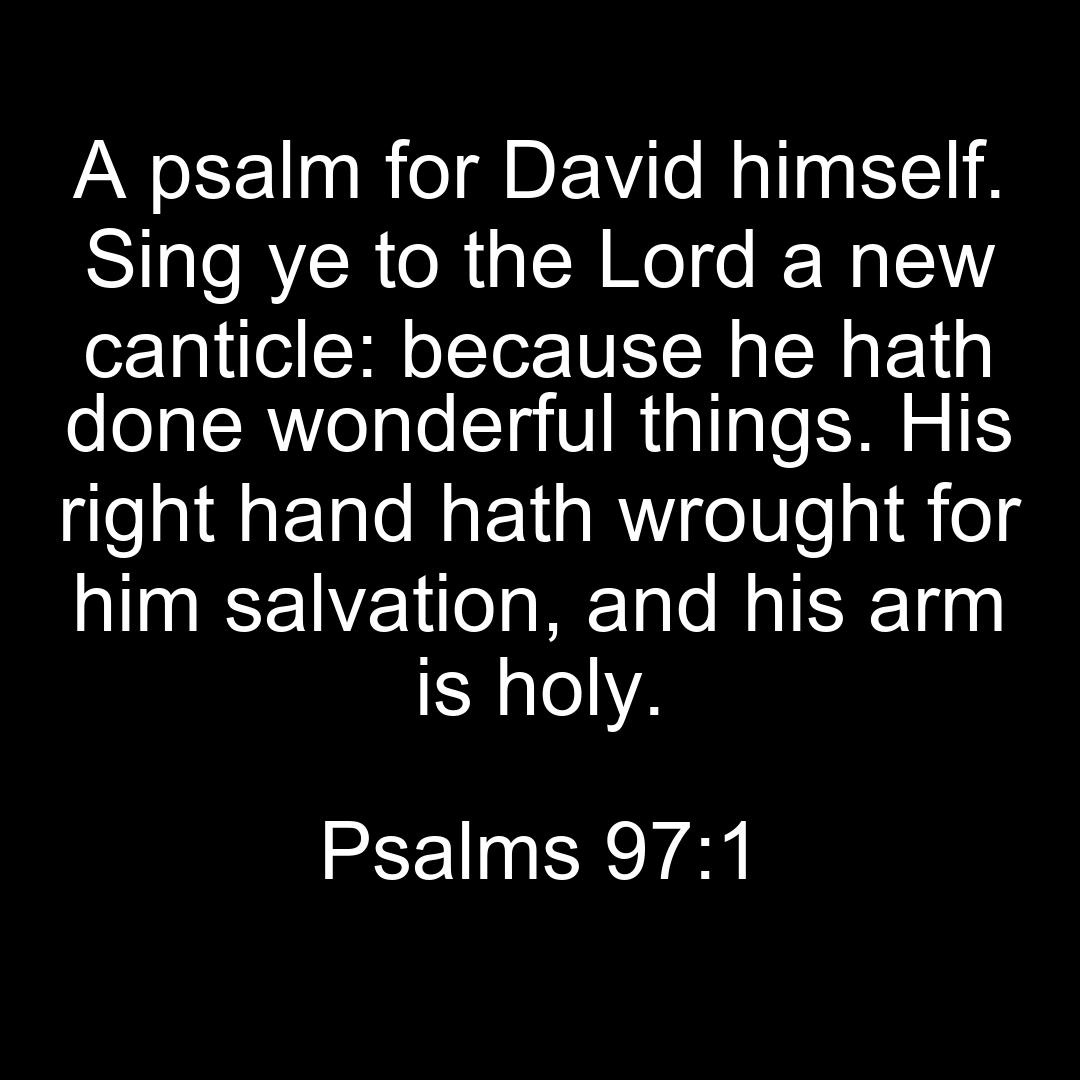 A psalm for David himself.
Sing ye to the Lord a new
canticle: because he hath
done wonderful things. His
right hand hath wrought for
him salvation, and his arm
is holy.
Psalms 97:1